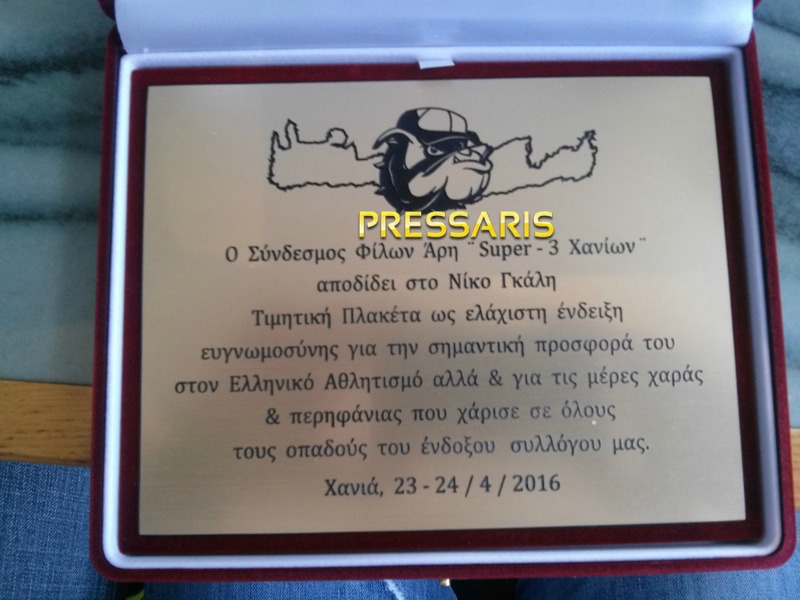 PRESSARIS
Ο Σύνδεσμος Φίλων Άρη ¨Super - 3 Χανίων¨
αποδίδει στο Νίκο Γκάλη
Τιμητική Πλακέτα ως ελάχιστη ένδειξη
ευγνωμοσύνης για την σημαντική προσφορά του
στον Ελληνικό Αθλητισμό αλλά & για τις μέρες χαράς
& περηφάνιας που χάρισε σε όλους
τους οπαδούς του ένδοξου συλλόγου μας.
Χανιά, 23 - 24 / 4 / 2016